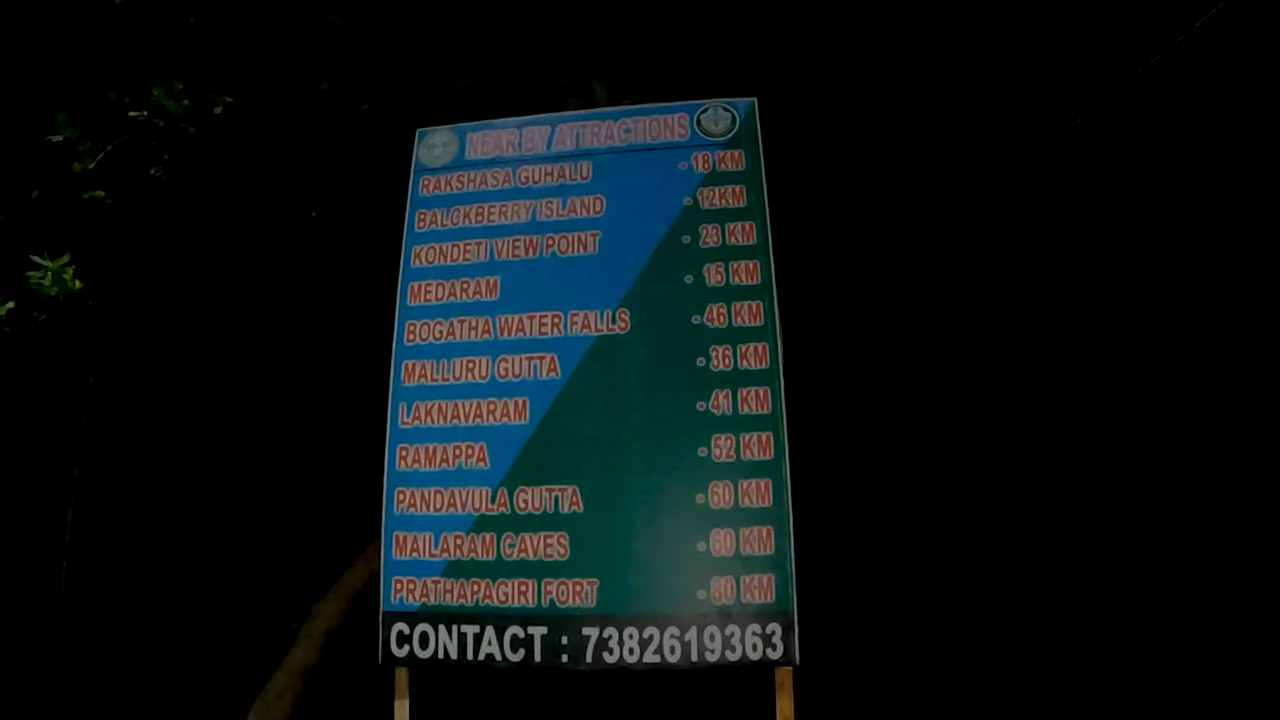 NEAR BY ATTRACTIONS
RAKSHASA GUHALU - 18 KM
BALCKBERRY ISLAND - 12KM
KONDETI VIEW POINT - 23 KM
MEDARAM - 15 KM
BOGATHA WATER FALLS - 46 KM
MALLURU GUTTA - 36 KM
LAKNAVARAM - 41 KM
RAMAPPA - 52 KM
PANDAVULA GUTTA - 60 KM
MAILARAM CAVES - 60 KM
PRATHAPAGIRI FORT - 80 KM
CONTACT : 7382619363